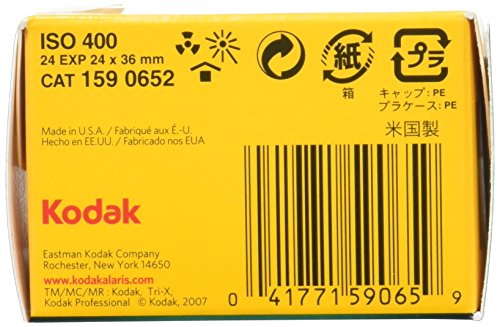 ISO 400
24 EXP 24 x 36 mm
CAT 159 0652
紙
箱
プラ
キャップ: PE
プラケース: PE
Made in U.S.A. / Fabriqué aux É.-U.
Hecho en EE.UU. / Fabricado nos EUA
米国製
Kodak
Eastman Kodak Company
Rochester, New York 14650
www.kodakalaris.com
TM/MC/MR : Kodak, Tri-X,
Kodak Professional © Kodak, 2007
0 41771 59065 9